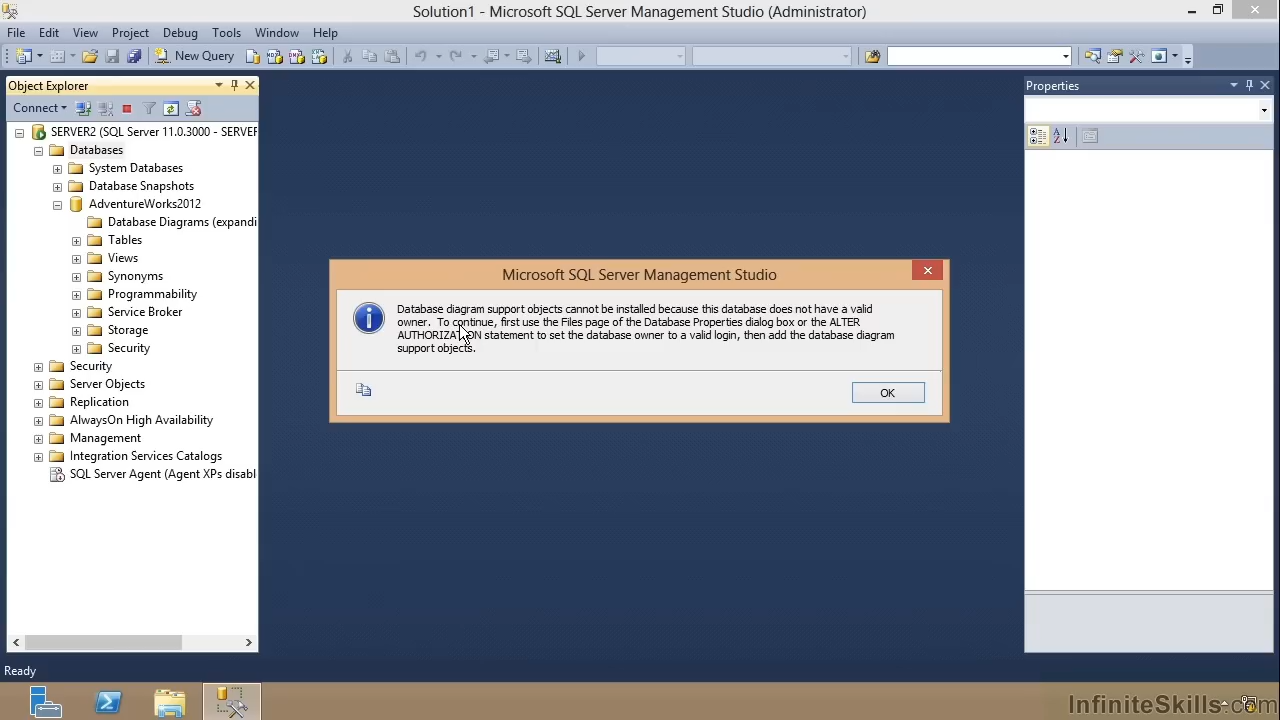 Solution1 - Microsoft SQL Server Management Studio (Administrator)
File Edit View Project Debug Tools Window Help
New Query
Object Explorer
Connect
SERVER2 (SQL Server 11.0.3000 - SERVER
Databases
System Databases
Database Snapshots
AdventureWorks2012
Database Diagrams (expandi
Tables
Views
Synonyms
Programmability
Service Broker
Storage
Security
Security
Server Objects
Replication
AlwaysOn High Availability
Management
Integration Services Catalogs
SQL Server Agent (Agent XPs disabl
Microsoft SQL Server Management Studio
Database diagram support objects cannot be installed because this database does not have a valid
owner. To continue, first use the Files page of the Database Properties dialog box or the ALTER
AUTHORIZATION statement to set the database owner to a valid login, then add the database diagram
support objects.
OK
Properties
Ready
InfiniteSkills.com